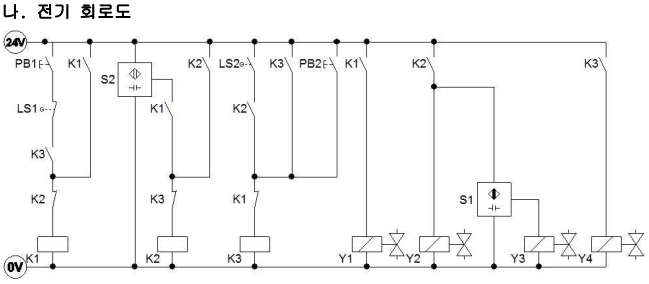 나. 전기 회로도
24V
PB1 K1 K2 LS2 K3 PB2 K1 K2 K3
S2
LS1 K1 K2
K3
K2 K3 K1 S1
K1 K2 K3 Y1 Y2 Y3 Y4
0V